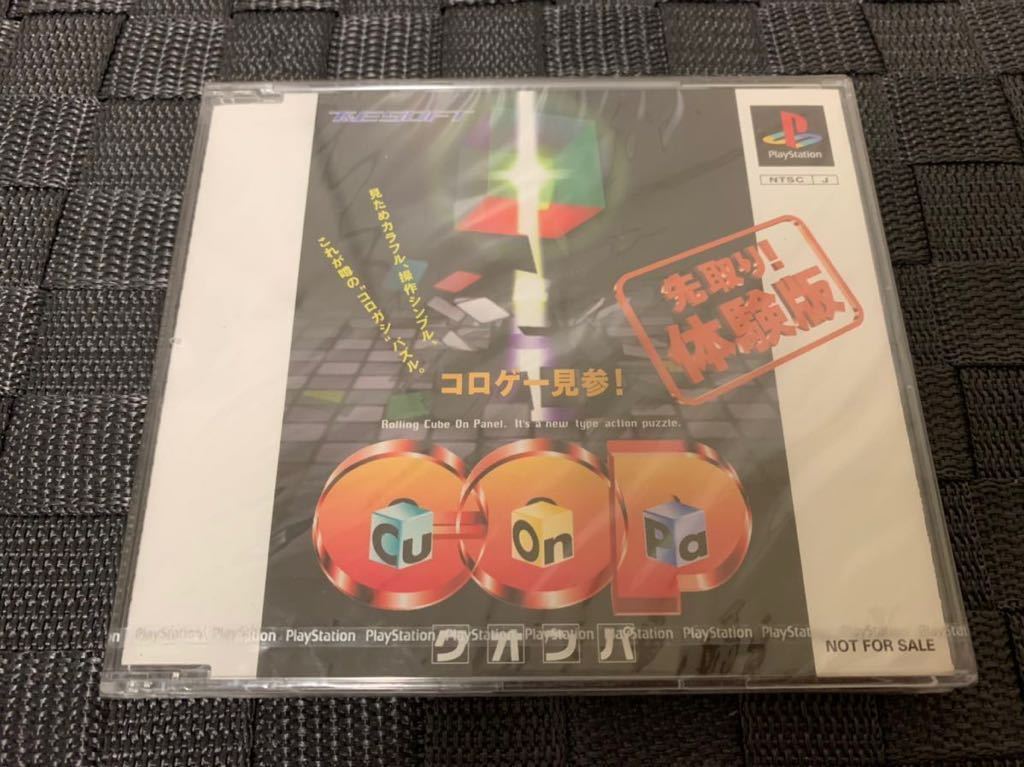 T&ESOFT
PlayStation
NTSC J
見ためカラフル、操作シンプル、
これが噂の"コロガシ"パズル。
先取り!
体験版
コロゲー見参!
Rolling Cube On Panel. It's a new type action puzzle.
C-OP
Cu On Pa
PlayStation PlayStation PlayStation PlayStation PlayStation PlayStation PlayStation PlayStation
クオンパ
NOT FOR SALE